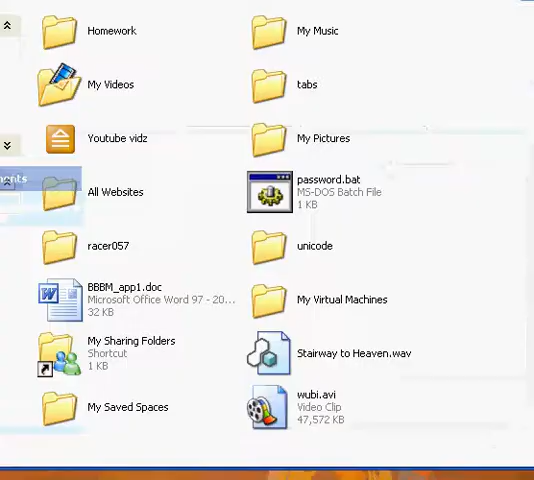 Homework
My Music
My Videos
tabs
Youtube vidz
My Pictures
ents
All Websites
password.bat
MS-DOS Batch File
1 KB
racer057
unicode
BBBM_app1.doc
Microsoft Office Word 97 - 20...
32 KB
My Virtual Machines
My Sharing Folders
Shortcut
1 KB
Stairway to Heaven.wav
My Saved Spaces
wubi.avi
Video Clip
47,572 KB